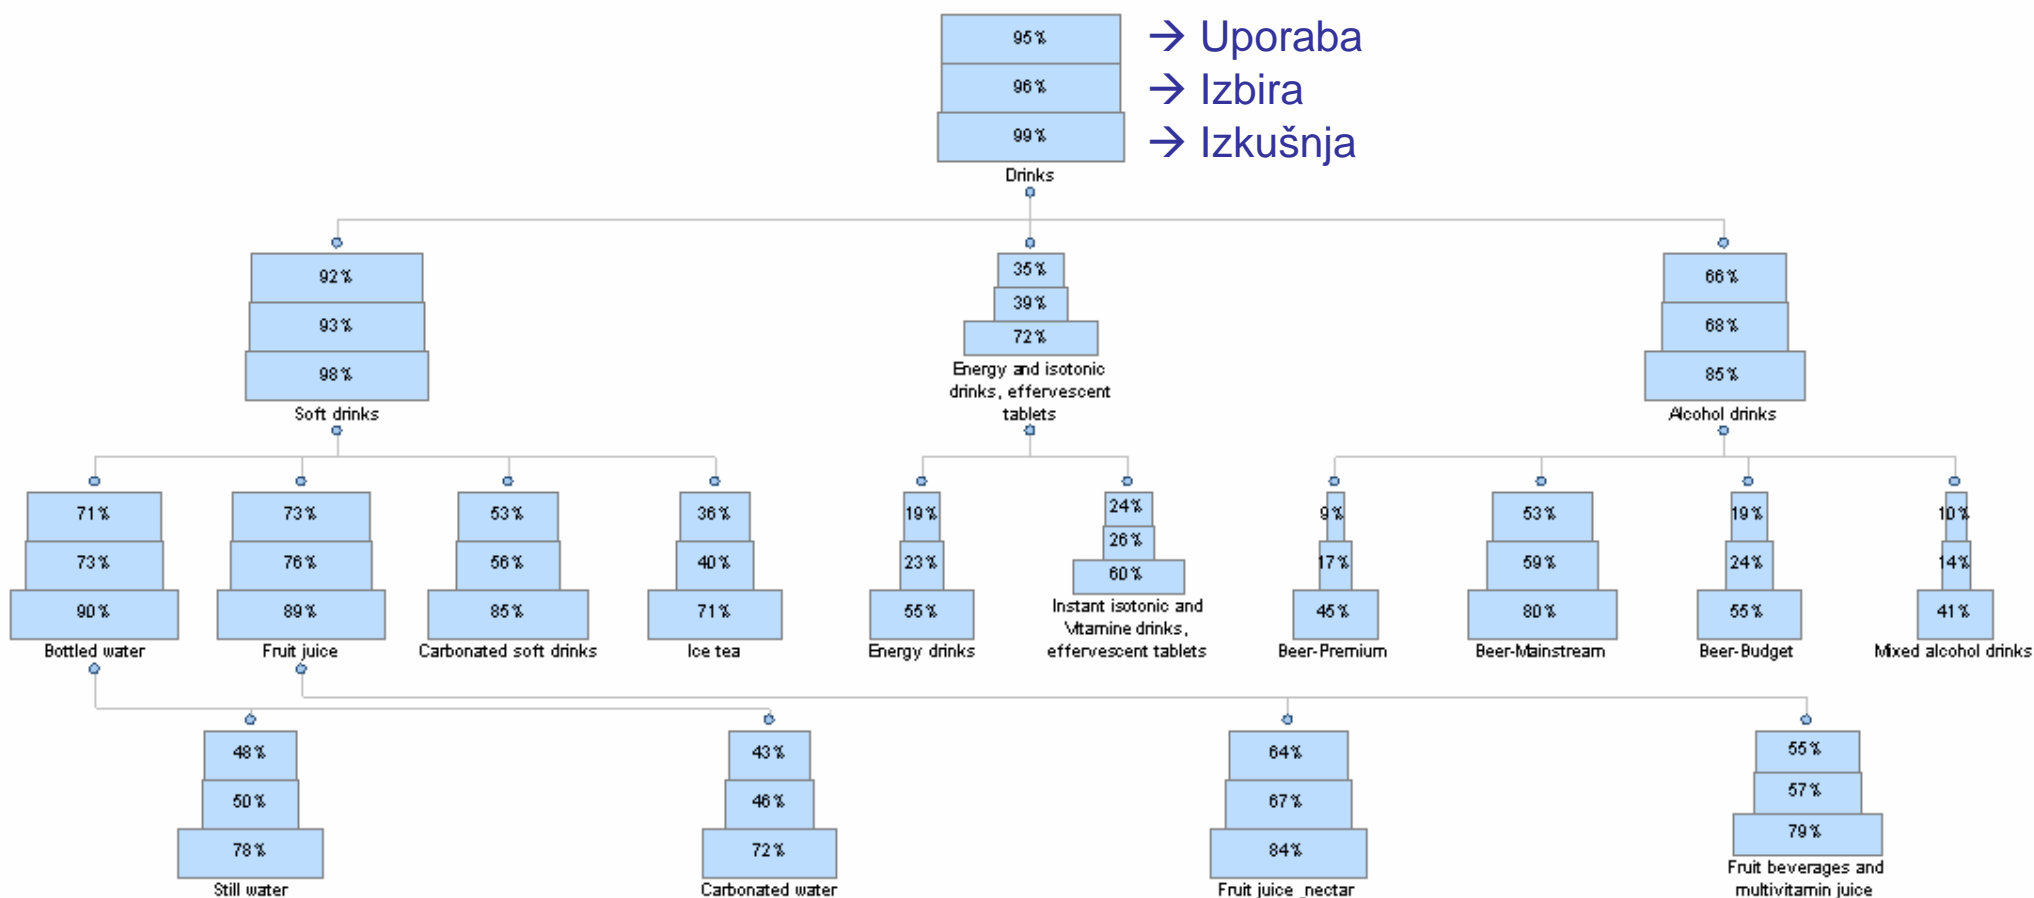 95%
→ Uporaba
96%
→ Izbira
99%
→ Izkušnja
Drinks
92%
93%
98%
Soft drinks
35%
39%
72%
Energy and isotonic
drinks, effervescent
tablets
66%
68%
85%
Alcohol drinks
71%
73%
90%
Bottled water
73%
76%
89%
Fruit juice
53%
56%
85%
Carbonated soft drinks
36%
40%
71%
Ice tea
19%
23%
55%
Energy drinks
24%
26%
60%
Instant isotonic and
Vitamine drinks,
effervescent tablets
9%
17%
45%
Beer-Premium
53%
59%
80%
Beer-Mainstream
19%
24%
55%
Beer-Budget
10%
14%
41%
Mixed alcohol drinks
48%
50%
78%
Still water
43%
46%
72%
Carbonated water
64%
67%
84%
Fruit juice_nectar
55%
57%
79%
Fruit beverages and
multivitamin juice